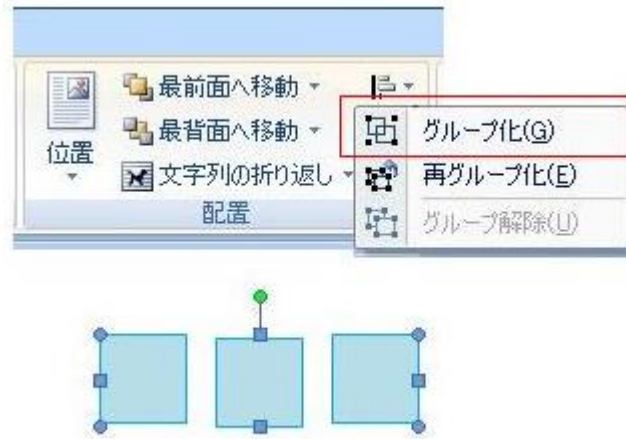 最前面へ移動
最背面へ移動
位置
文字列の折り返し
配置
グループ化(G)
再グループ化(E)
グループ解除(U)